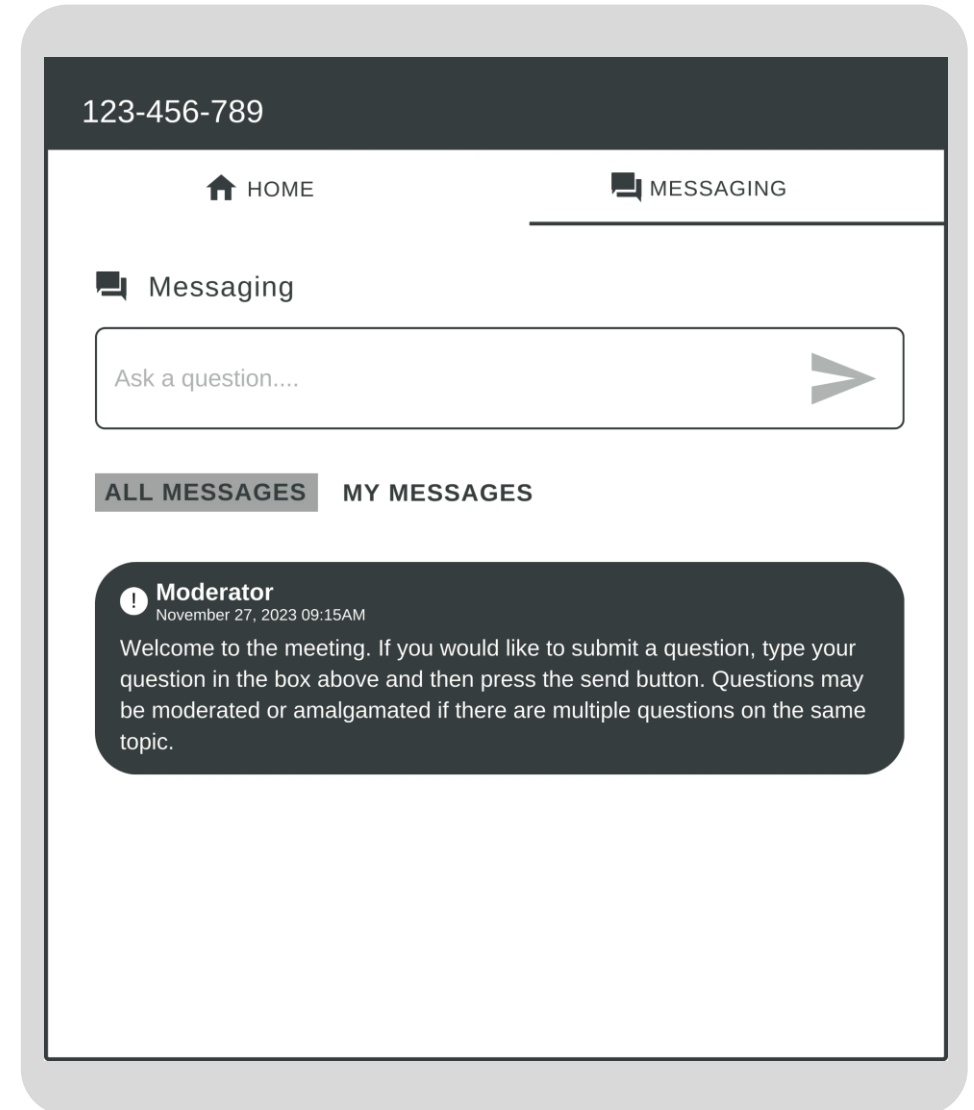 123-456-789
HOME
MESSAGING
Messaging
Ask a question....
ALL MESSAGES
MY MESSAGES
! Moderator
November 27, 2023 09:15AM
Welcome to the meeting. If you would like to submit a question, type your
question in the box above and then press the send button. Questions may
be moderated or amalgamated if there are multiple questions on the same
topic.